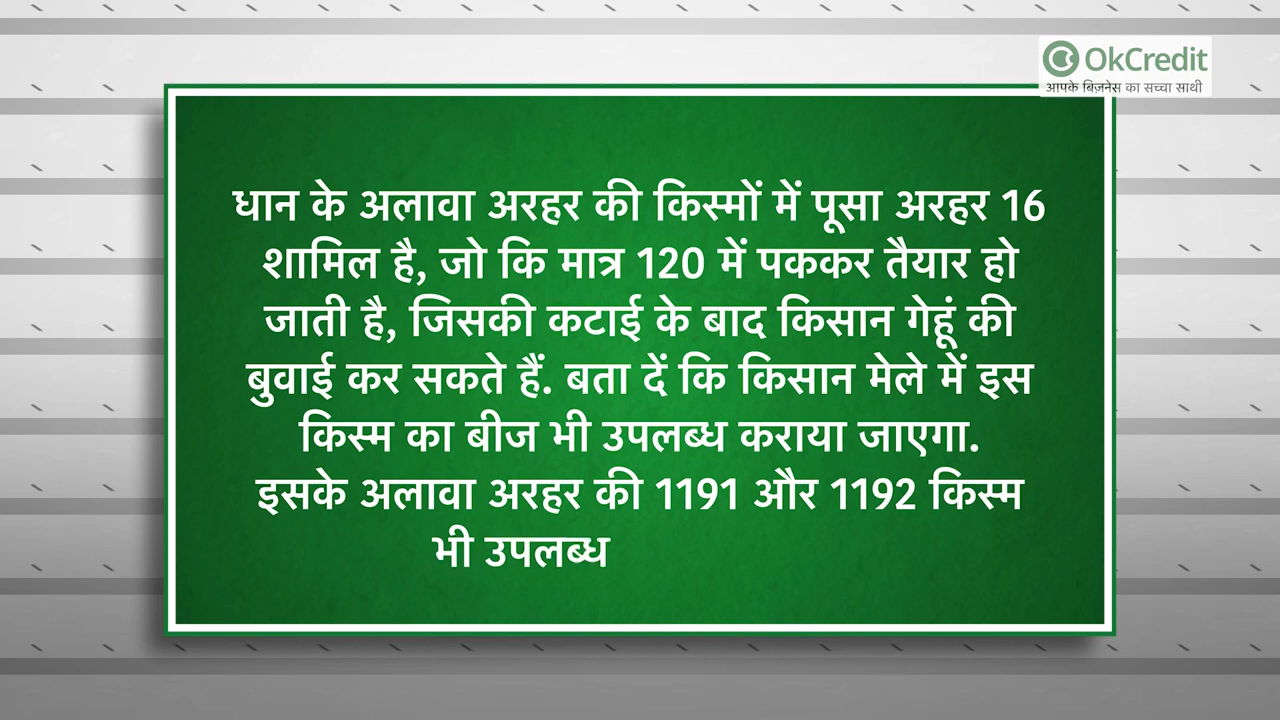 OkCredit
आपके बिज़नेस का सच्चा साथी
धान के अलावा अरहर की किस्मों में पूसा अरहर 16
शामिल है, जो कि मात्र 120 में पककर तैयार हो
जाती है, जिसकी कटाई के बाद किसान गेहूं की
बुवाई कर सकते हैं. बता दें कि किसान मेले में इस
किस्म का बीज भी उपलब्ध कराया जाएगा.
इसके अलावा अरहर की 1191 और 1192 किस्म
भी उपलब्ध